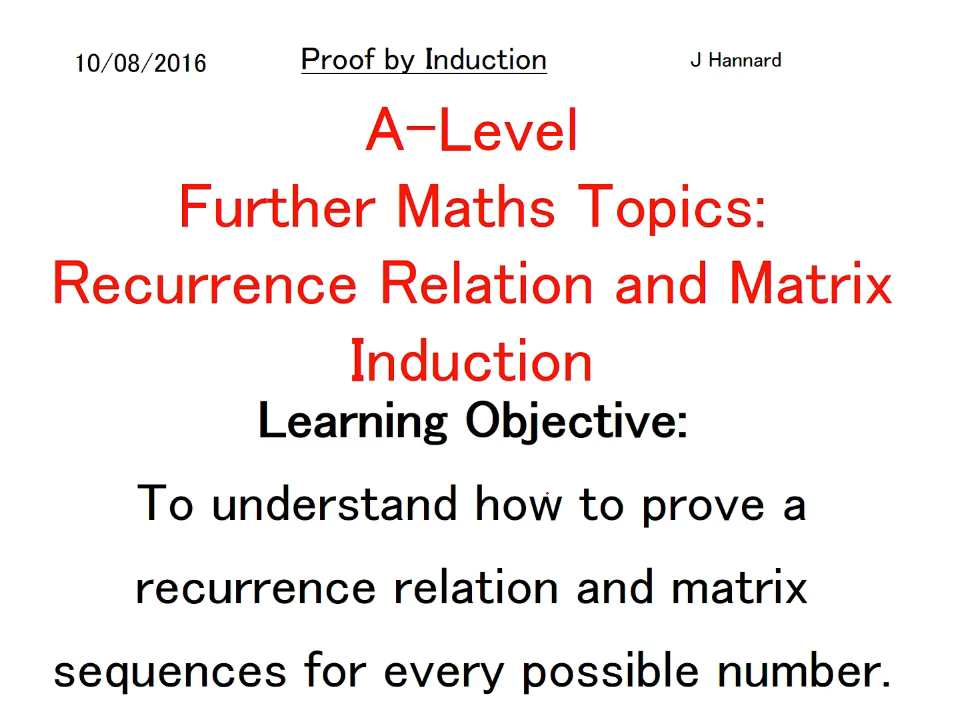 10/08/2016 Proof by Induction J Hannard
A-Level
Further Maths Topics:
Recurrence Relation and Matrix
Induction
Learning Objective:
To understand how to prove a
recurrence relation and matrix
sequences for every possible number.